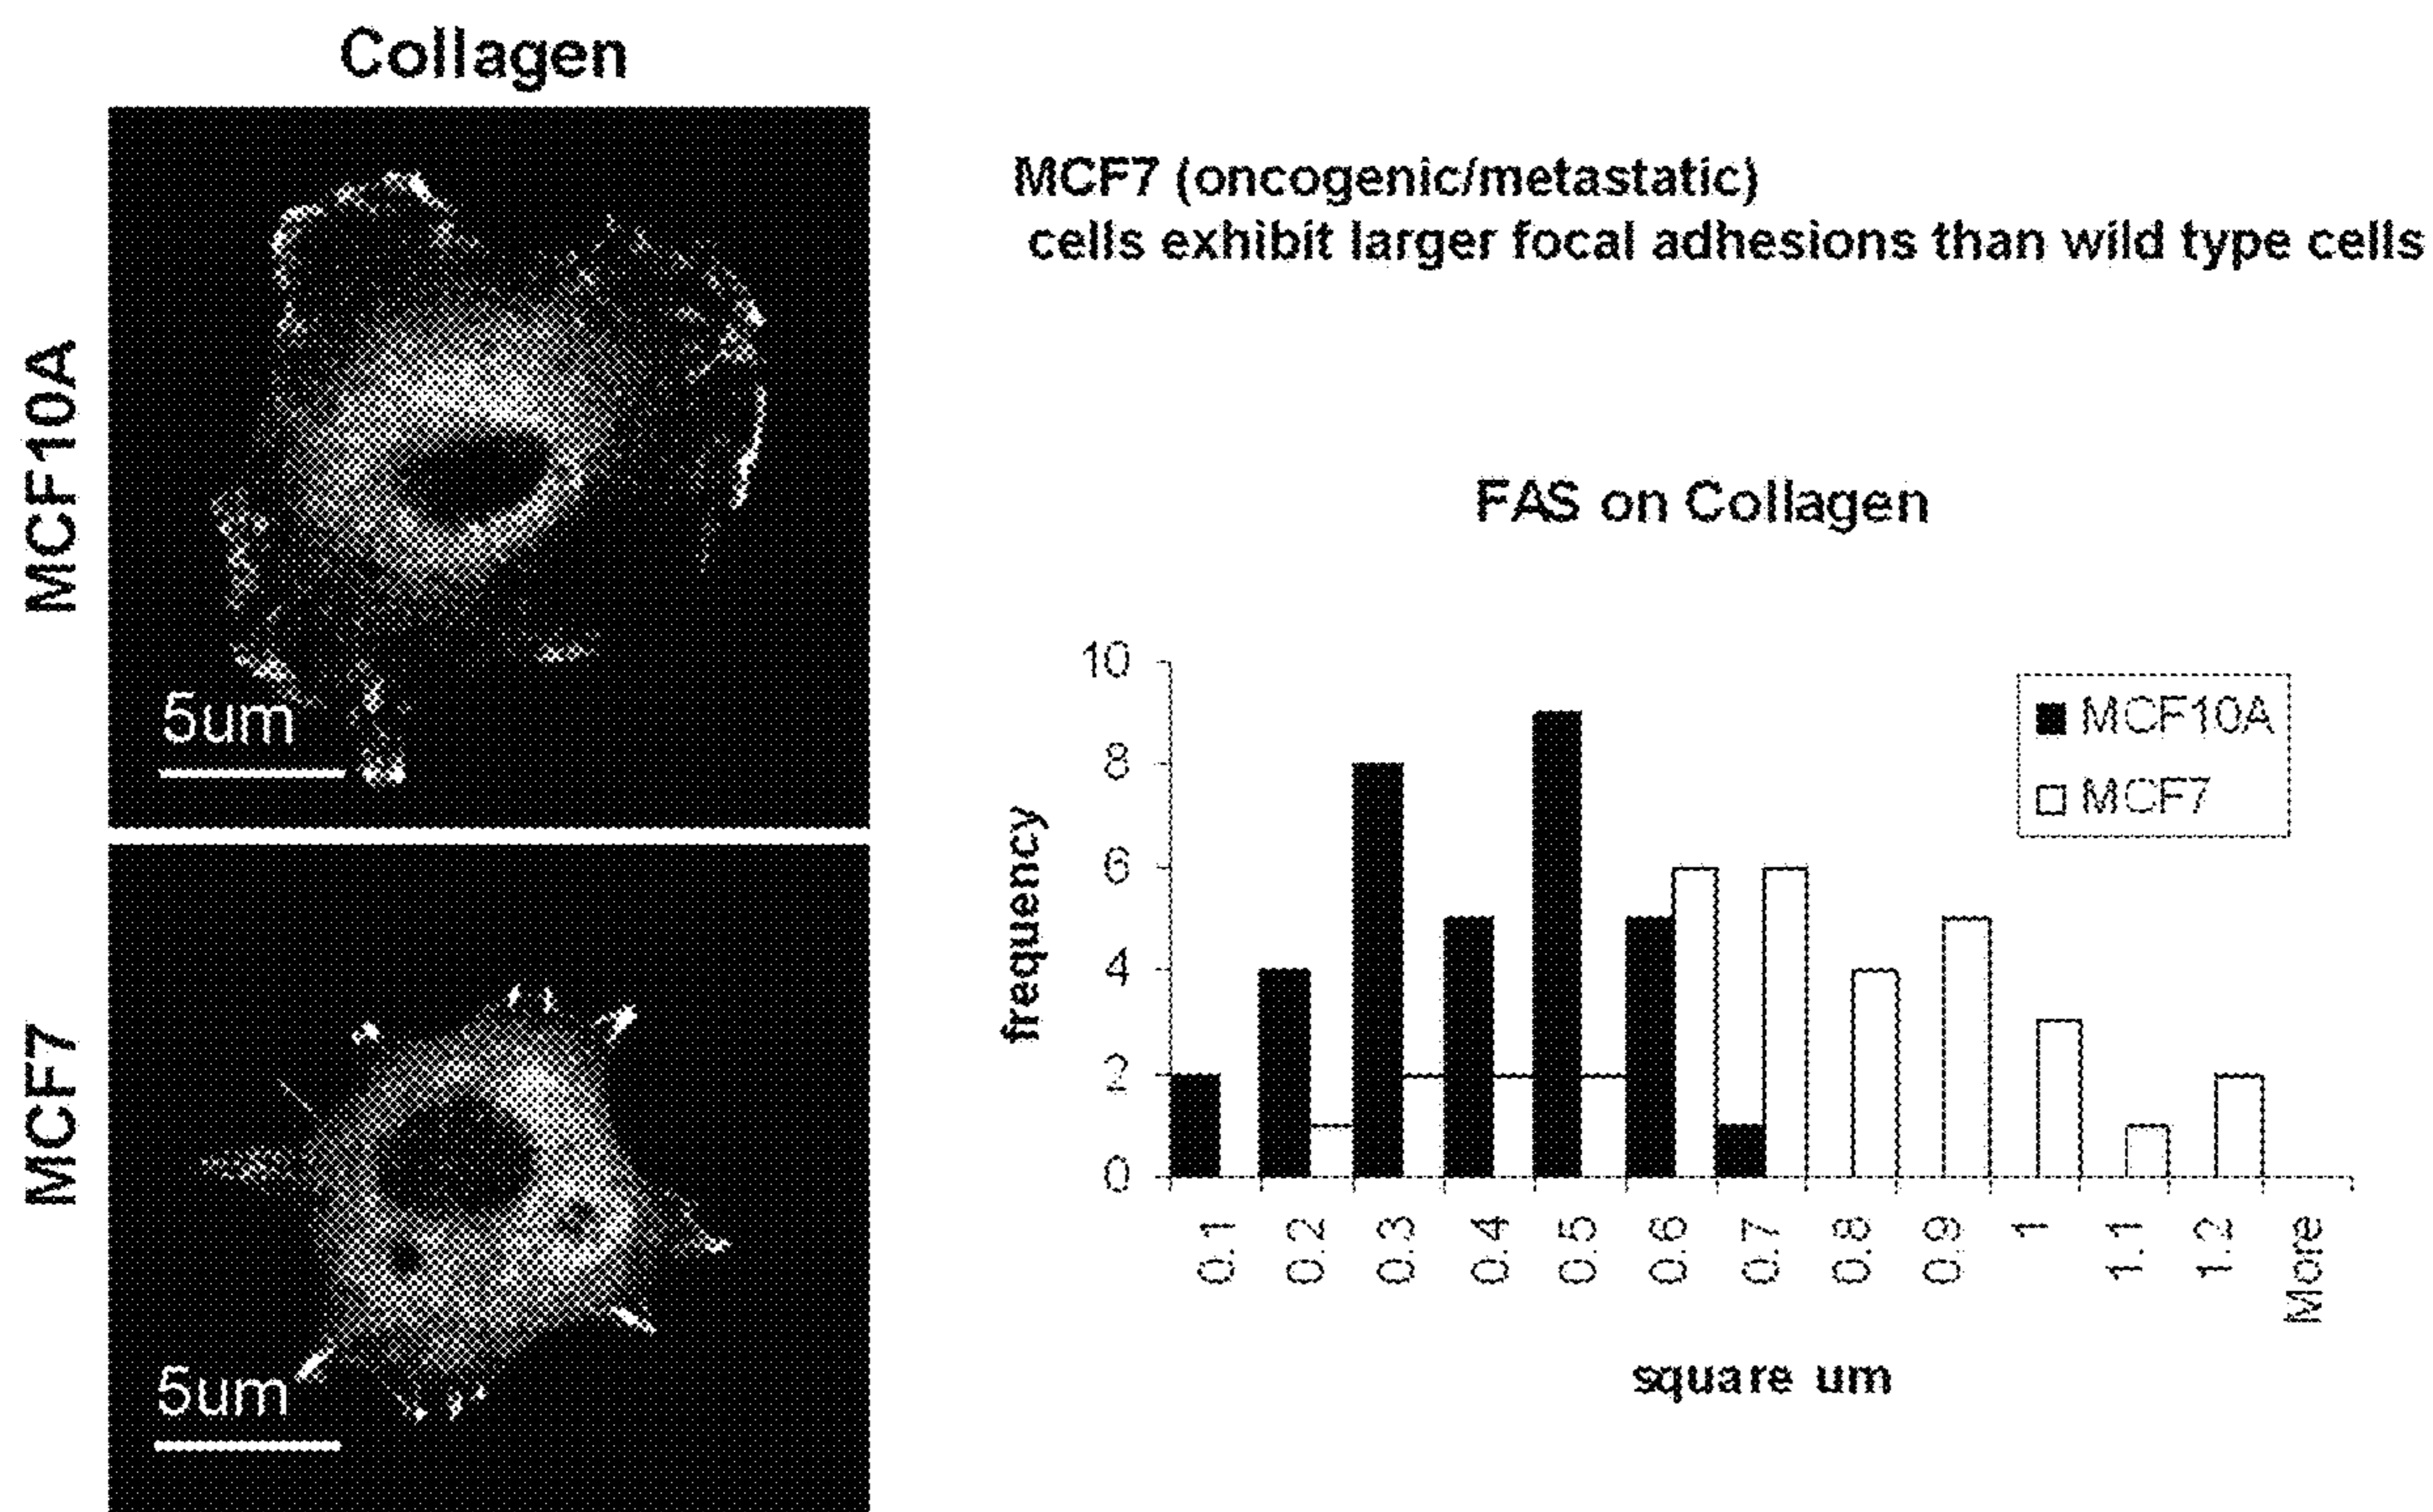 Collagen
MCF10A
5um
MCF7
5um
MCF7 (oncogenic/metastatic)
cells exhibit larger focal adhesions than wild type cells
FAS on Collagen
frequency
10
8
6
4
2
0
MCF10A
MCF7
0.1
0.2
0.3
0.4
0.5
0.6
0.7
0.8
0.9
1
1.1
1.2
More
square um